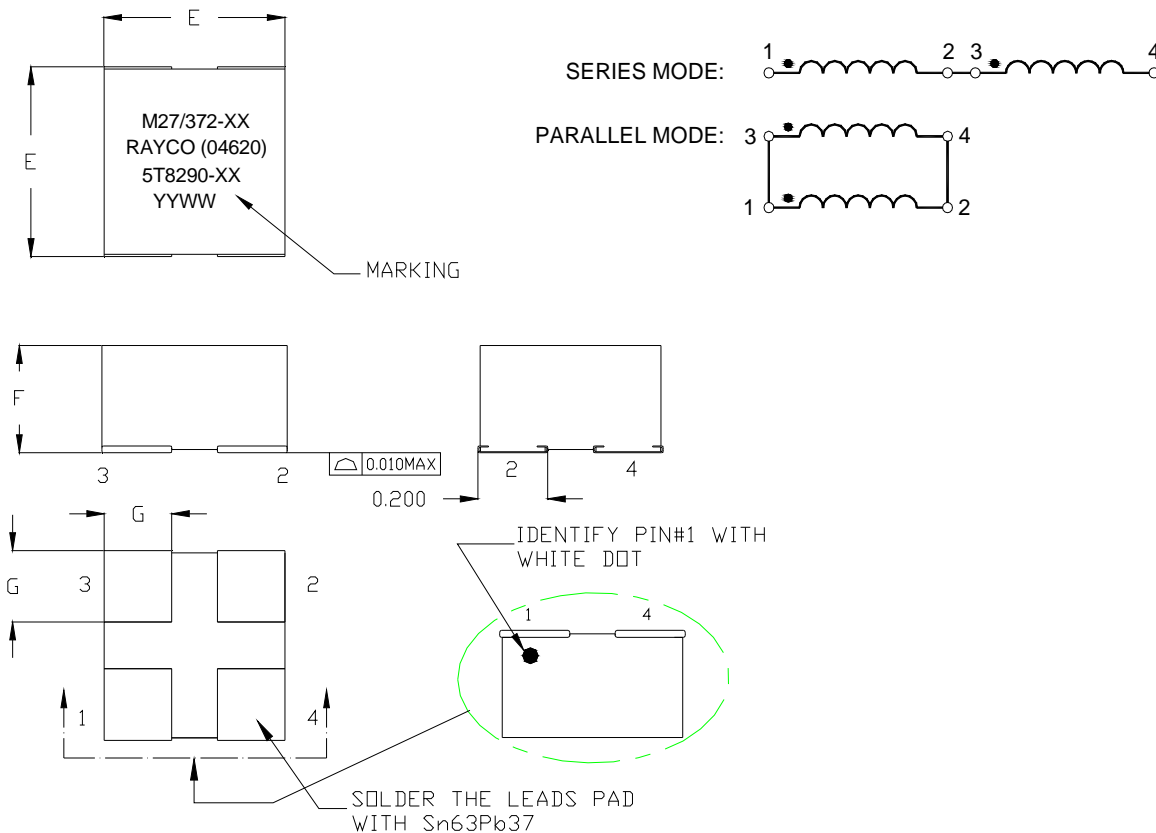 E
E
M27/372-XX
RAYCO (04620)
5T8290-XX
YYWW
MARKING
SERIES MODE:
1 2 3 4
PARALLEL MODE:
3 4
1 2
F
3 2
0.010MAX
2 4
0.200
G
G
3 2
1 4
IDENTIFY PIN#1 WITH
WHITE DOT
1 4
SOLDER THE LEADS PAD
WITH Sn63Pb37